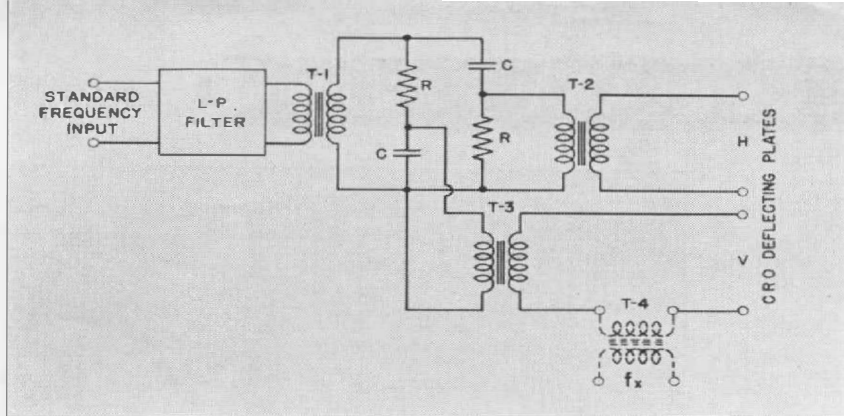 STANDARD
FREQUENCY
INPUT
L-P.
FILTER
T-1
R
C
C
R
T-2
T-3
H
V
CRO DEFLECTING PLATES
T-4
fx